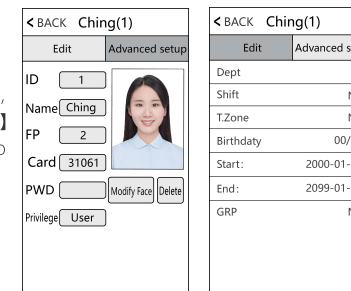 < BACK Ching(1)
Edit Advanced setup
ID 1
Name Ching
FP 2
Card 31061
PWD Modify Face Delete
Privilege User
< BACK Ching(1)
Edit Advanced s
Dept
Shift
T.Zone
Birthdaty 00/
Start: 2000-01-
End: 2099-01-
GRP